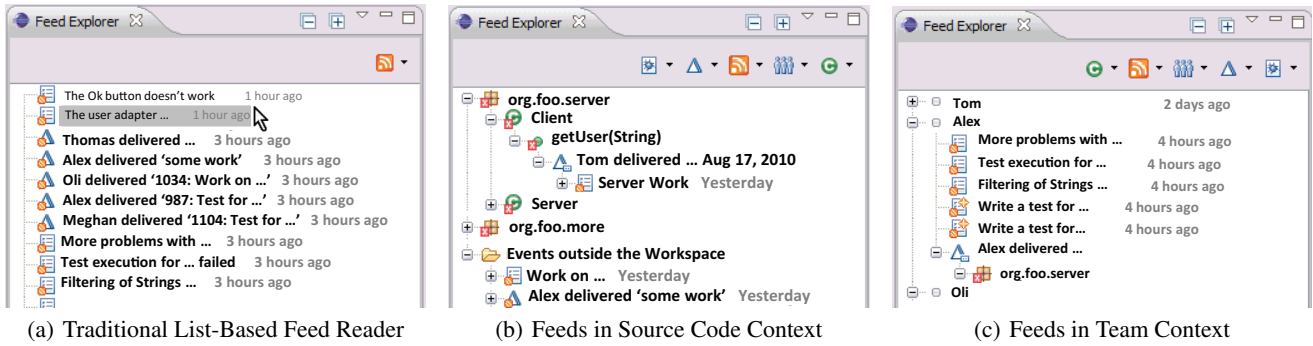 Feed Explorer
The Ok button doesn't work 1 hour ago
The user adapter ... 1 hour ago
Thomas delivered ... 3 hours ago
Alex delivered 'some work' 3 hours ago
Oli delivered '1034: Work on ...' 3 hours ago
Alex delivered '987: Test for ...' 3 hours ago
Meghan delivered '1104: Test for ...' 3 hours ago
More problems with ... 3 hours ago
Test execution for ... failed 3 hours ago
Filtering of Strings ... 3 hours ago
(a) Traditional List-Based Feed Reader
Feed Explorer
org.foo.server
Client
getUser(String)
Tom delivered ... Aug 17, 2010
Server Work Yesterday
Server
org.foo.more
Events outside the Workspace
Work on ... Yesterday
Alex delivered 'some work' Yesterday
(b) Feeds in Source Code Context
Feed Explorer
Tom 2 days ago
Alex
More problems with ... 4 hours ago
Test execution for ... 4 hours ago
Filtering of Strings ... 4 hours ago
Write a test for ... 4 hours ago
Write a test for... 4 hours ago
Alex delivered ...
org.foo.server
Oli
(c) Feeds in Team Context